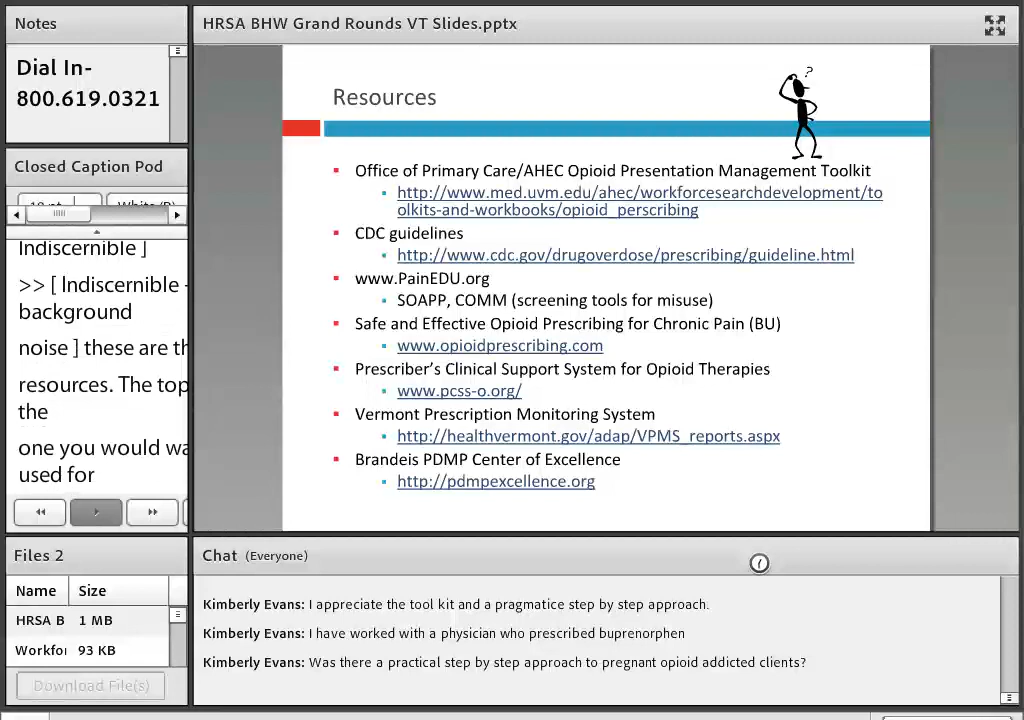 Notes
Dial In-
800.619.0321
Closed Caption Pod
Indiscernible ]
>> [ Indiscernible -
background
noise ] these are th
resources. The top
the
one you would wa
used for
Files 2
Name Size
HRSA B 1 MB
Workfo 93 KB
Download File(s)
HRSA BHW Grand Rounds VT Slides.pptx
?
Resources
Office of Primary Care/AHEC Opioid Presentation Management Toolkit
http://www.med.uvm.edu/ahec/workforcesearchdevelopment/to
olkits-and-workbooks/opioid_perscribing
CDC guidelines
http://www.cdc.gov/drugoverdose/prescribing/guideline.html
www.PainEDU.org
SOAPP, COMM (screening tools for misuse)
Safe and Effective Opioid Prescribing for Chronic Pain (BU)
www.opioidprescribing.com
Prescriber’s Clinical Support System for Opioid Therapies
www.pcss-o.org/
Vermont Prescription Monitoring System
http://healthvermont.gov/adap/VPMS_reports.aspx
Brandeis PDMP Center of Excellence
http://pdmpexcellence.org
Chat (Everyone)
Kimberly Evans: I appreciate the tool kit and a pragmatice step by step approach.
Kimberly Evans: I have worked with a physician who prescribed buprenorphen
Kimberly Evans: Was there a practical step by step approach to pregnant opioid addicted clients?